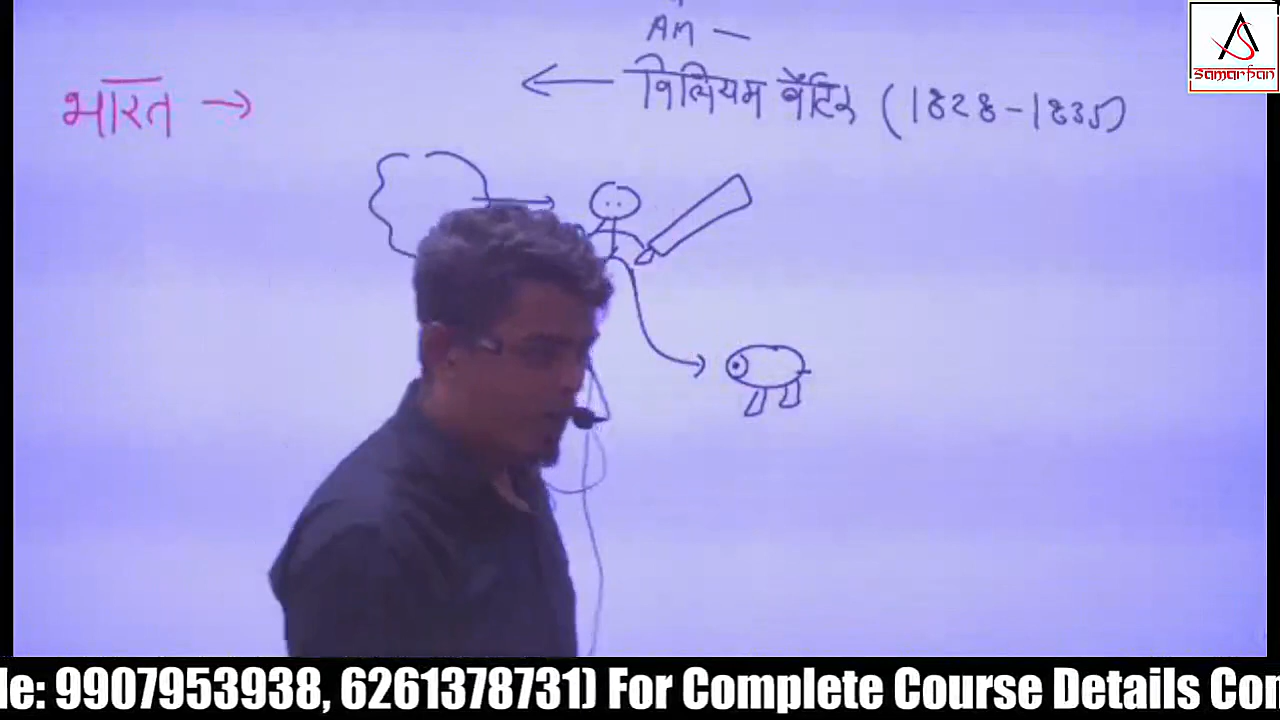 AM —
विलियम बैंटिक (1828-1835)
भारत →
SAMARPAN
le: 9907953938, 6261378731) For Complete Course Details Con